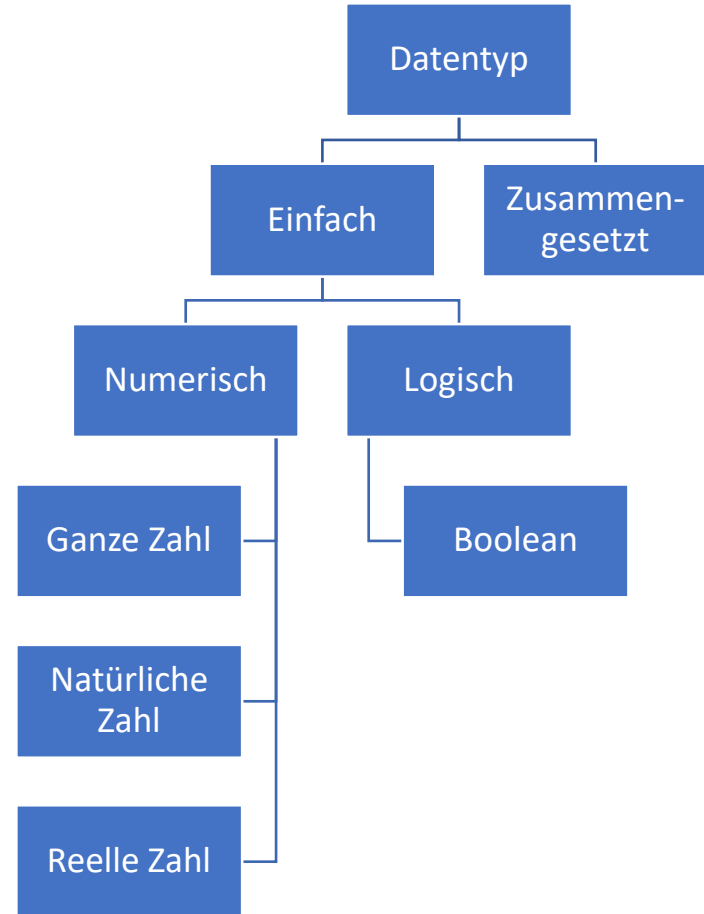 Datentyp
Einfach
Zusammen-
gesetzt
Numerisch
Logisch
Ganze Zahl
Boolean
Natürliche
Zahl
Reelle Zahl